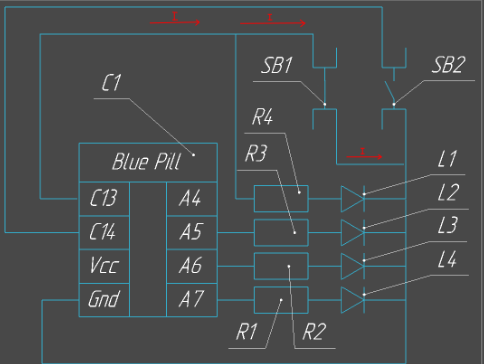 I
I
SB1
SB2
C1
R4
Blue Pill
R3
I
L1
C13
A4
L2
C14
A5
L3
Vcc
A6
L4
Gnd
A7
R1
R2